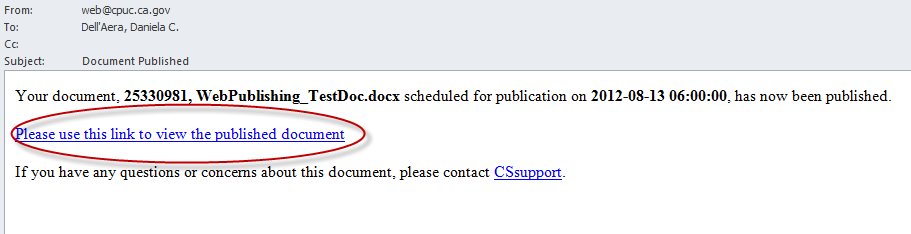 From: web@cpuc.ca.gov
To: Dell'Aera, Daniela C.
Cc:
Subject: Document Published
Your document, 25330981, WebPublishing_TestDoc.docx scheduled for publication on 2012-08-13 06:00:00, has now been published.
Please use this link to view the published document
If you have any questions or concerns about this document, please contact CSsupport.